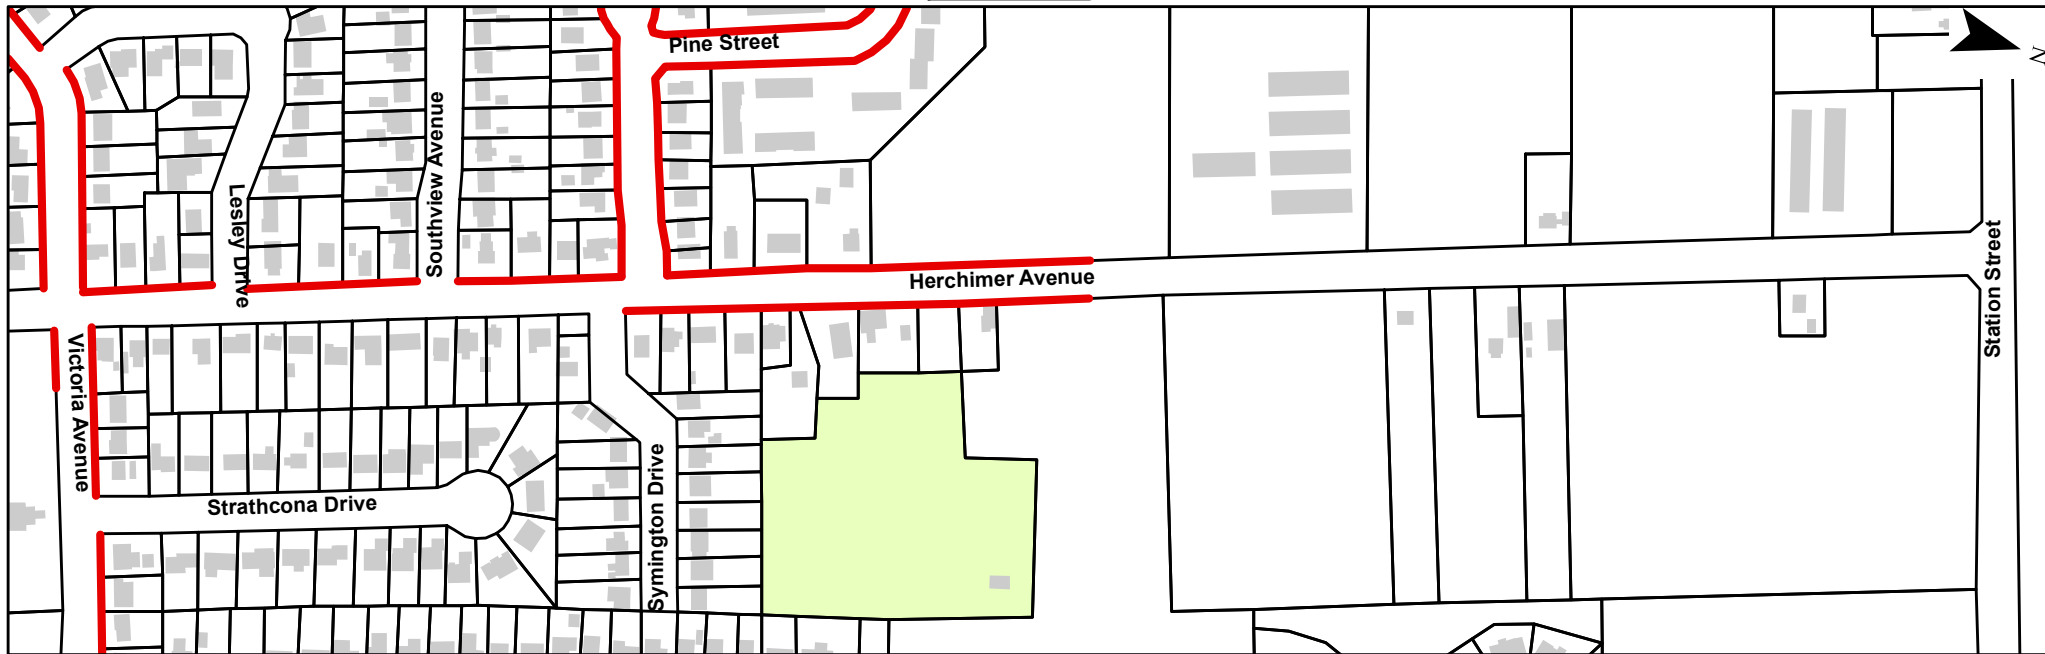 Pine Street
N
Southview Avenue
Lesley Drive
Herchimer Avenue
Station Street
Victoria Avenue
Strathcona Drive
Symington Drive